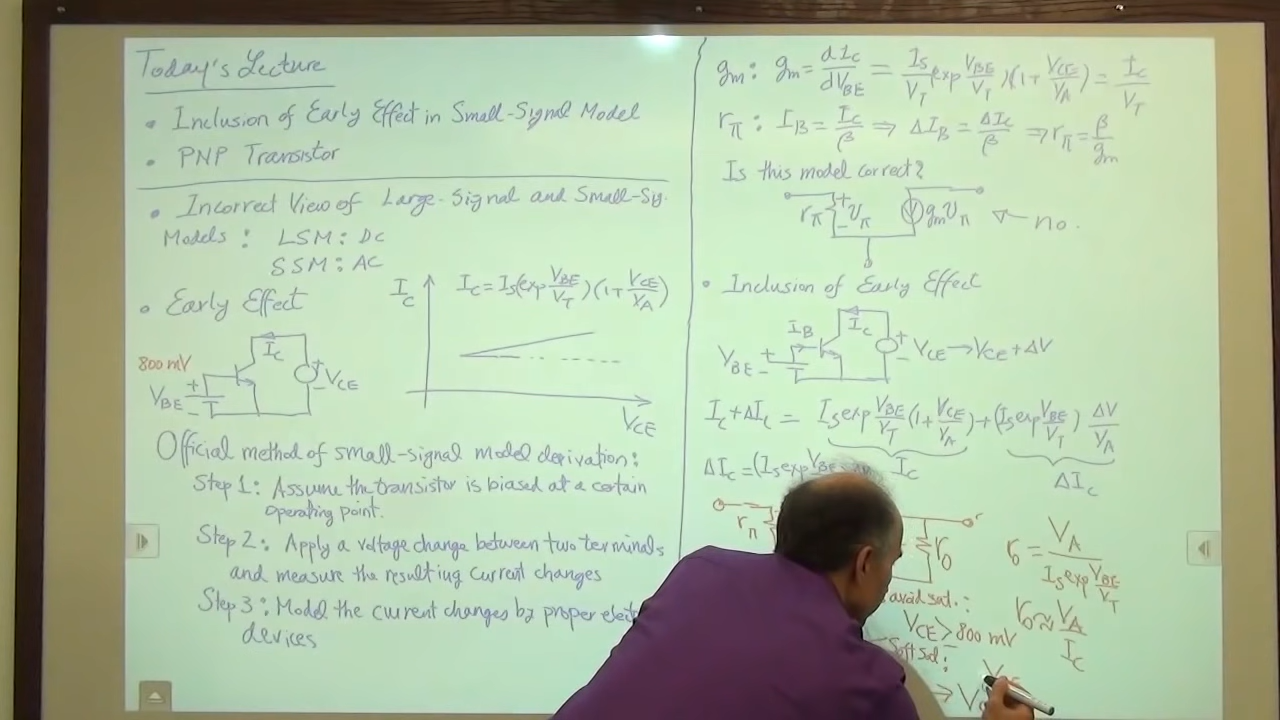 Today's Lecture
• Inclusion of Early Effect in Small-Signal Model
• PNP Transistor
• Incorrect View of Large-Signal and Small-Sig.
Models: LSM: DC
SSM: AC
• Early Effect
I_C
I_C = I_S(exp V_BE/V_T)(1+V_CE/V_A)
V_CE
800 mV
V_BE + −
I_C
+ − V_CE
Official method of small-signal model derivation:
Step 1: Assume the transistor is biased at a certain
operating point.
Step 2: Apply a voltage change between two terminals
and measure the resulting current changes
Step 3: Model the current changes by proper
devices
g_m: g_m = dI_C/dV_BE = I_S/V_T (exp V_BE/V_T)(1+V_CE/V_A) = I_C/V_T
r_π: I_B = I_C/β ⇒ ΔI_B = ΔI_C/β ⇒ r_π = β/g_m
Is this model correct?
r_π + v_π − g_m v_π ← no.
• Inclusion of Early Effect
I_B I_C
V_BE + − + − V_CE → V_CE + ΔV
I_C + ΔI_C = I_S exp V_BE/V_T (1+V_CE/V_A) + (I_S exp V_BE/V_T) ΔV/V_A
I_C ΔI_C
ΔI_C = (I_S exp V_BE
r_π r_o r_o = V_A/(I_S exp V_BE/V_T)
avoid sat.:
V_CE > 800 mV r_o ≈ V_A/I_C
Soft sat.: